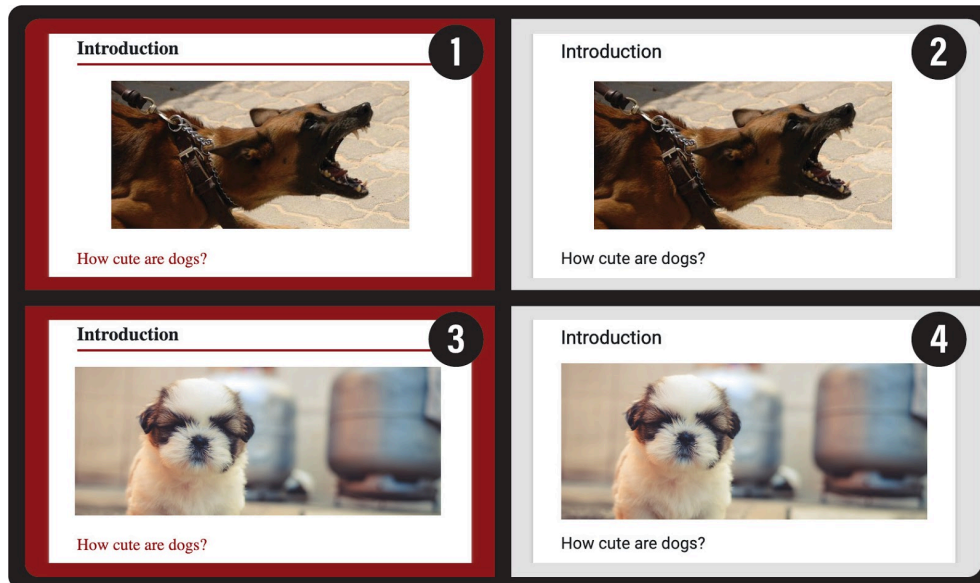 Introduction
1
How cute are dogs?
Introduction
2
How cute are dogs?
Introduction
3
How cute are dogs?
Introduction
4
How cute are dogs?